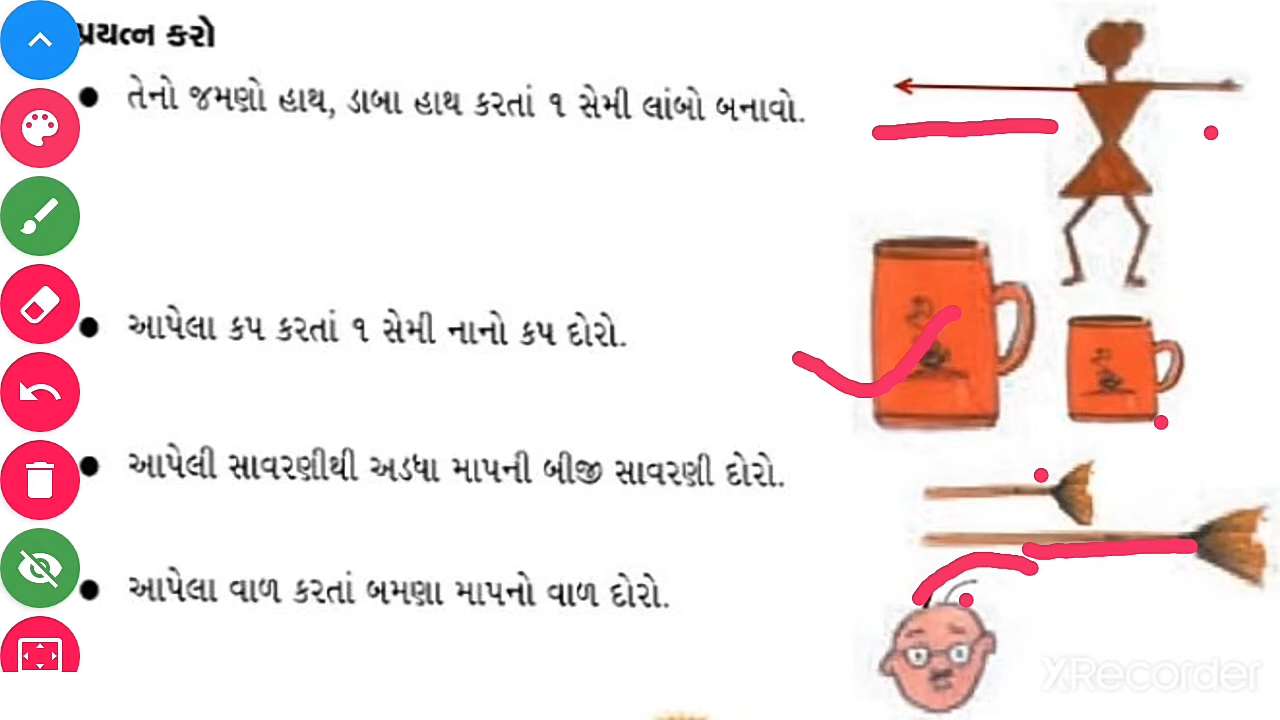 પ્રયત્ન કરો
● તેનો જમણો હાથ, ડાબા હાથ કરતાં ૧ સેમી લાંબો બનાવો.
● આપેલા કપ કરતાં ૧ સેમી નાનો કપ દોરો.
● આપેલી સાવરણીથી અડધા માપની બીજી સાવરણી દોરો.
● આપેલા વાળ કરતાં બમણા માપનો વાળ દોરો.
XRecorder